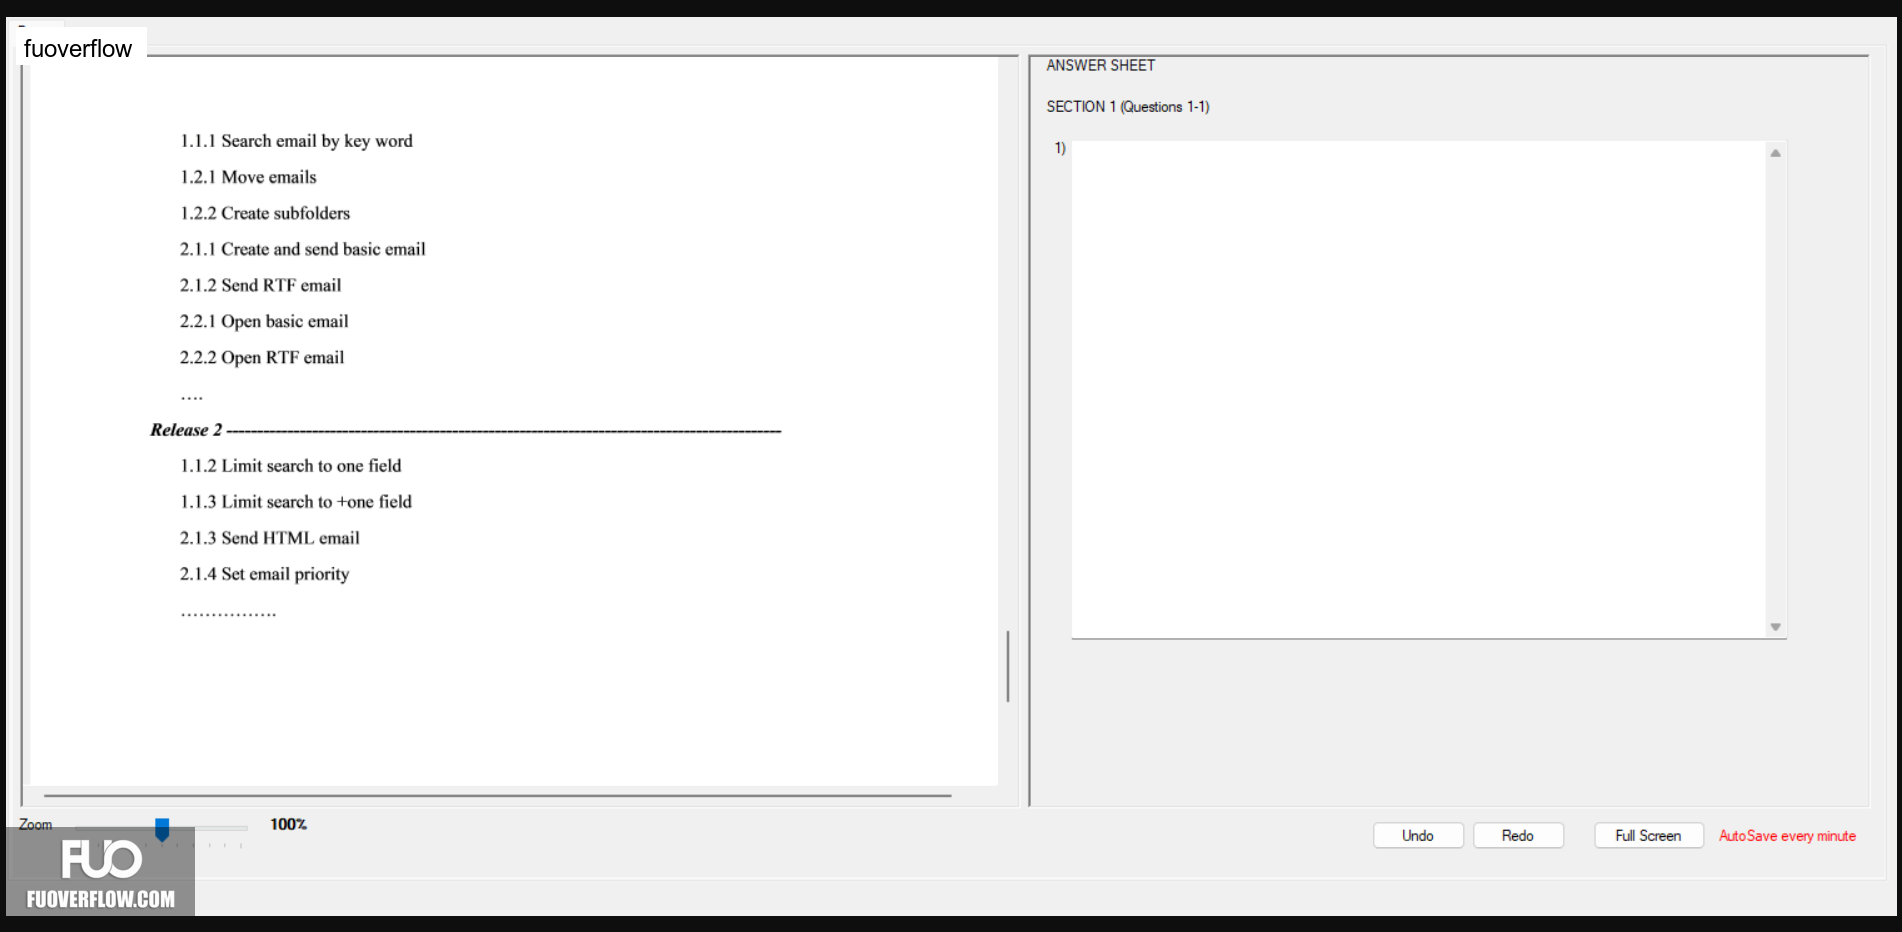 fuoverflow
1.1.1 Search email by key word
1.2.1 Move emails
1.2.2 Create subfolders
2.1.1 Create and send basic email
2.1.2 Send RTF email
2.2.1 Open basic email
2.2.2 Open RTF email
....
Release 2 ------------------------------------------------------------------------------------------
1.1.2 Limit search to one field
1.1.3 Limit search to +one field
2.1.3 Send HTML email
2.1.4 Set email priority
................
ANSWER SHEET
SECTION 1 (Questions 1-1)
1)
Zoom
100%
Undo
Redo
Full Screen
AutoSave every minute
FUO
FUOVERFLOW.COM